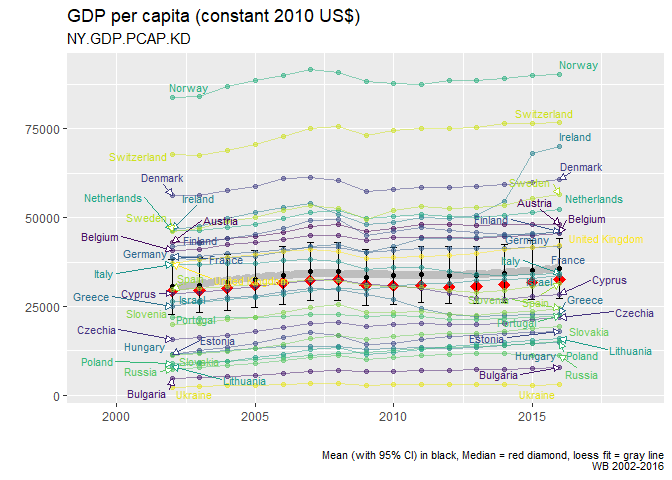 GDP per capita (constant 2010 US$)
NY.GDP.PCAP.KD
Norway
Norway
75000
Switzerland
Switzerland
Ireland
Denmark
Denmark
Netherlands
Ireland
Sweden
Netherlands
50000
Sweden
Austria
Austria
Belgium
Finland
Finland
Belgium
Germany
France
Germany
United Kingdom
Italy
Spain
Italy
France
Israel
Cyprus
Cyprus
Greece
Israel
Slovenia
Spain
Greece
25000
Slovenia
Portugal
Portugal
Czechia
Czechia
Estonia
Estonia
Slovakia
Hungary
Lithuania
Poland
Slovakia
Hungary
Poland
Russia
Lithuania
Bulgaria
Russia
Bulgaria
Ukraine
Ukraine
0
2000
2005
2010
2015
Mean (with 95% CI) in black, Median = red diamond, loess fit = gray line
WB 2002-2016